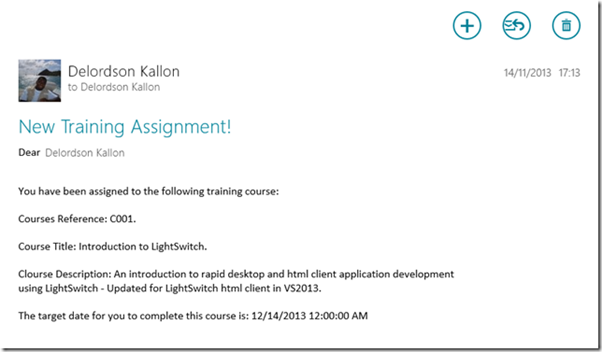 Delordson Kallon
14/11/2013 17:13
to Delordson Kallon
New Training Assignment!
Dear Delordson Kallon
You have been assigned to the following training course:
Courses Reference: C001.
Course Title: Introduction to LightSwitch.
Clourse Description: An introduction to rapid desktop and html client application development
using LightSwitch - Updated for LightSwitch html client in VS2013.
The target date for you to complete this course is: 12/14/2013 12:00:00 AM